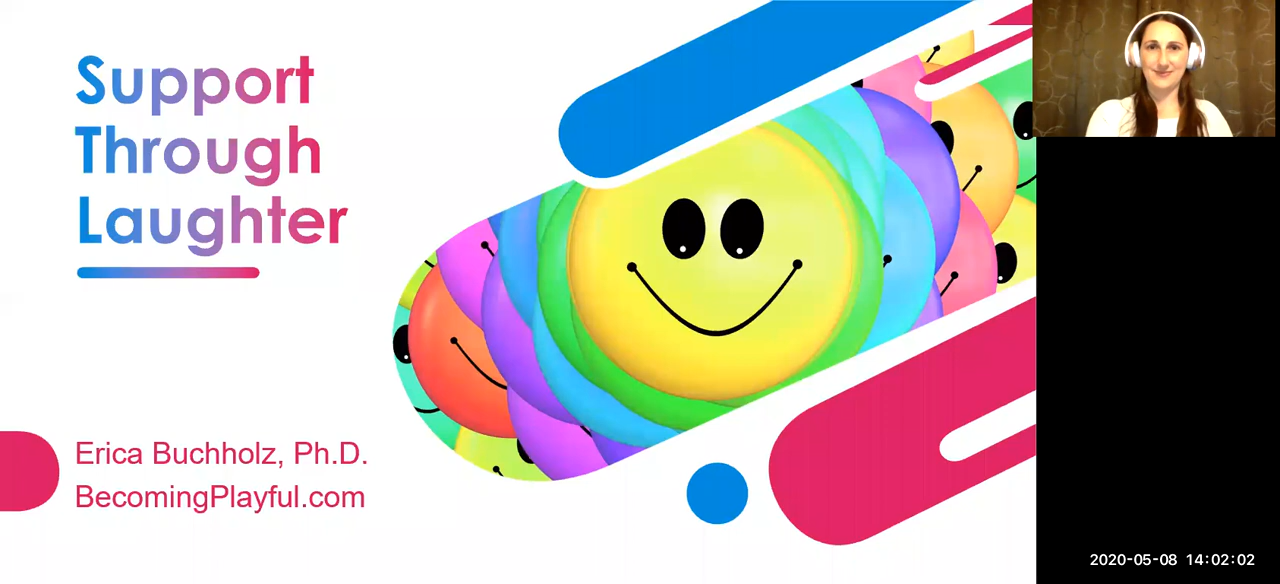 Support
Through
Laughter
Erica Buchholz, Ph.D.
BecomingPlayful.com
2020-05-08 14:02:02